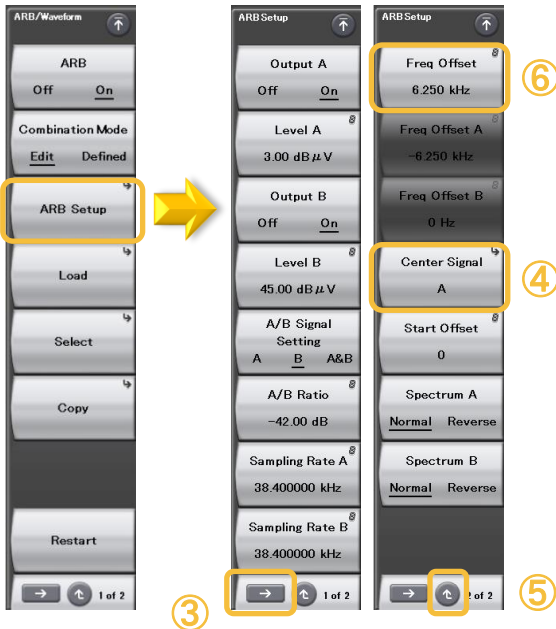 ARB/Waveform
ARB
Off On
Combination Mode
Edit Defined
ARB Setup
Load
Select
Copy
Restart
1 of 2
ARB Setup
Output A
Off On
Level A
3.00 dBμV
Output B
Off On
Level B
45.00 dBμV
A/B Signal
Setting
A B A&B
A/B Ratio
-42.00 dB
Sampling Rate A
38.400000 kHz
Sampling Rate B
38.400000 kHz
1 of 2
③
ARB Setup
Freq Offset
6.250 kHz
⑥
Freq Offset A
-6.250 kHz
Freq Offset B
0 Hz
Center Signal
A
④
Start Offset
0
Spectrum A
Normal Reverse
Spectrum B
Normal Reverse
2 of 2
⑤